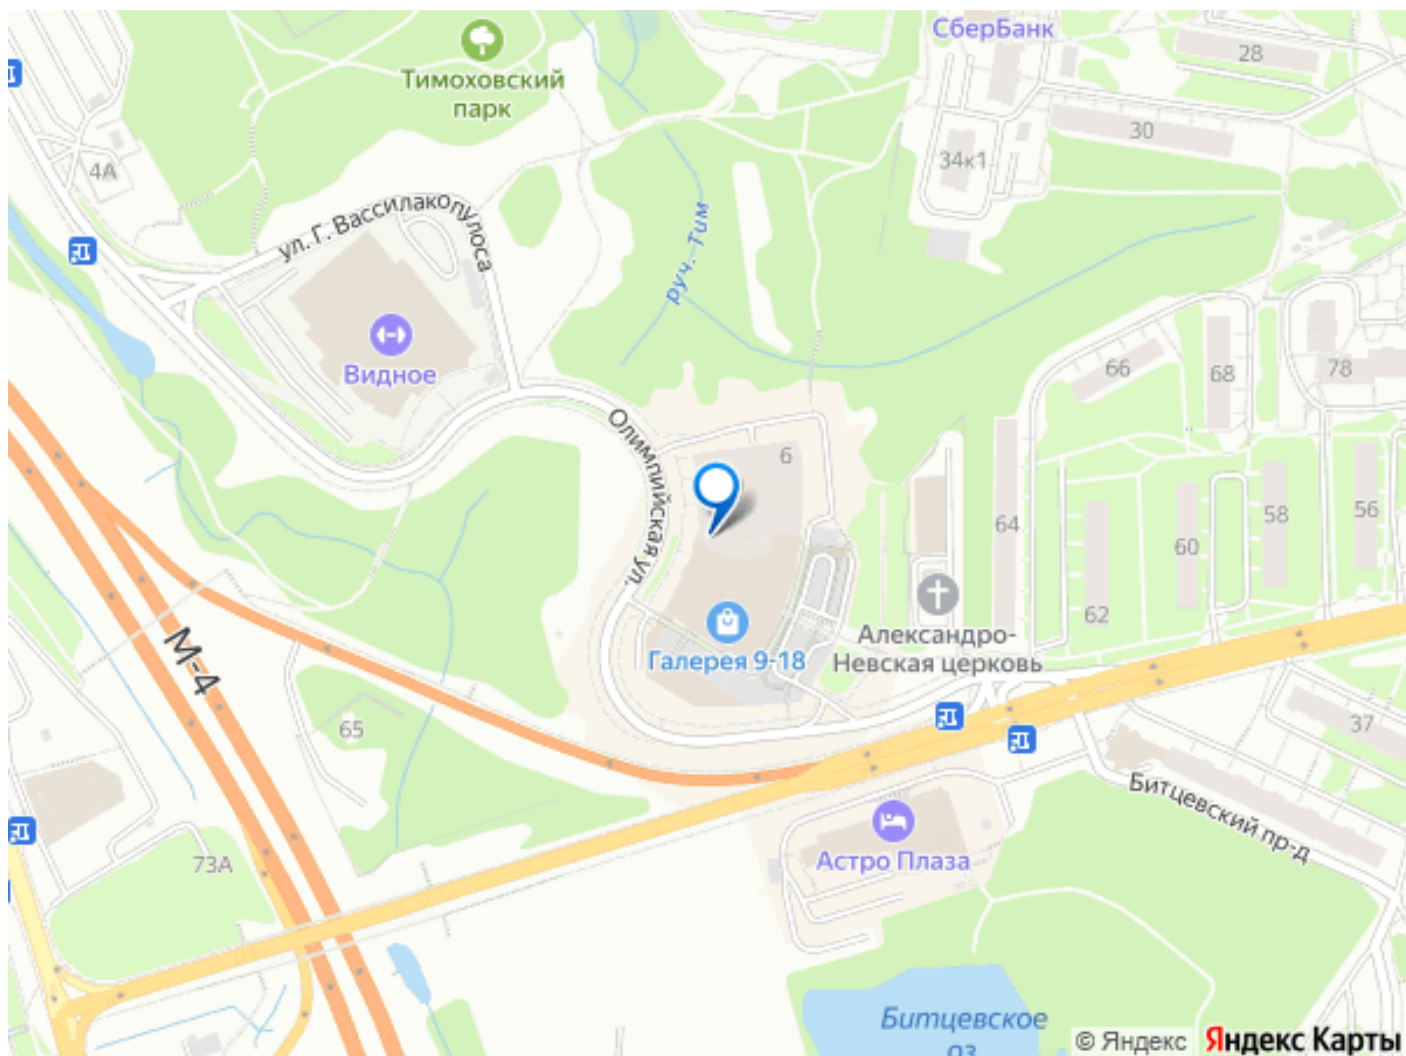 СберБанк
28
Тимоховский
парк
30
34к1
4А
ул. Г. Вассилакопулоса
руч. Тим
Видное
66
68
78
Олимпийская ул.
6
64
58
56
60
62
М-4
Александро-
Невская церковь
Галерея 9-18
65
37
Битцевский пр-д
Астро Плаза
73А
Битцевское
оз
© Яндекс Яндекс Карты